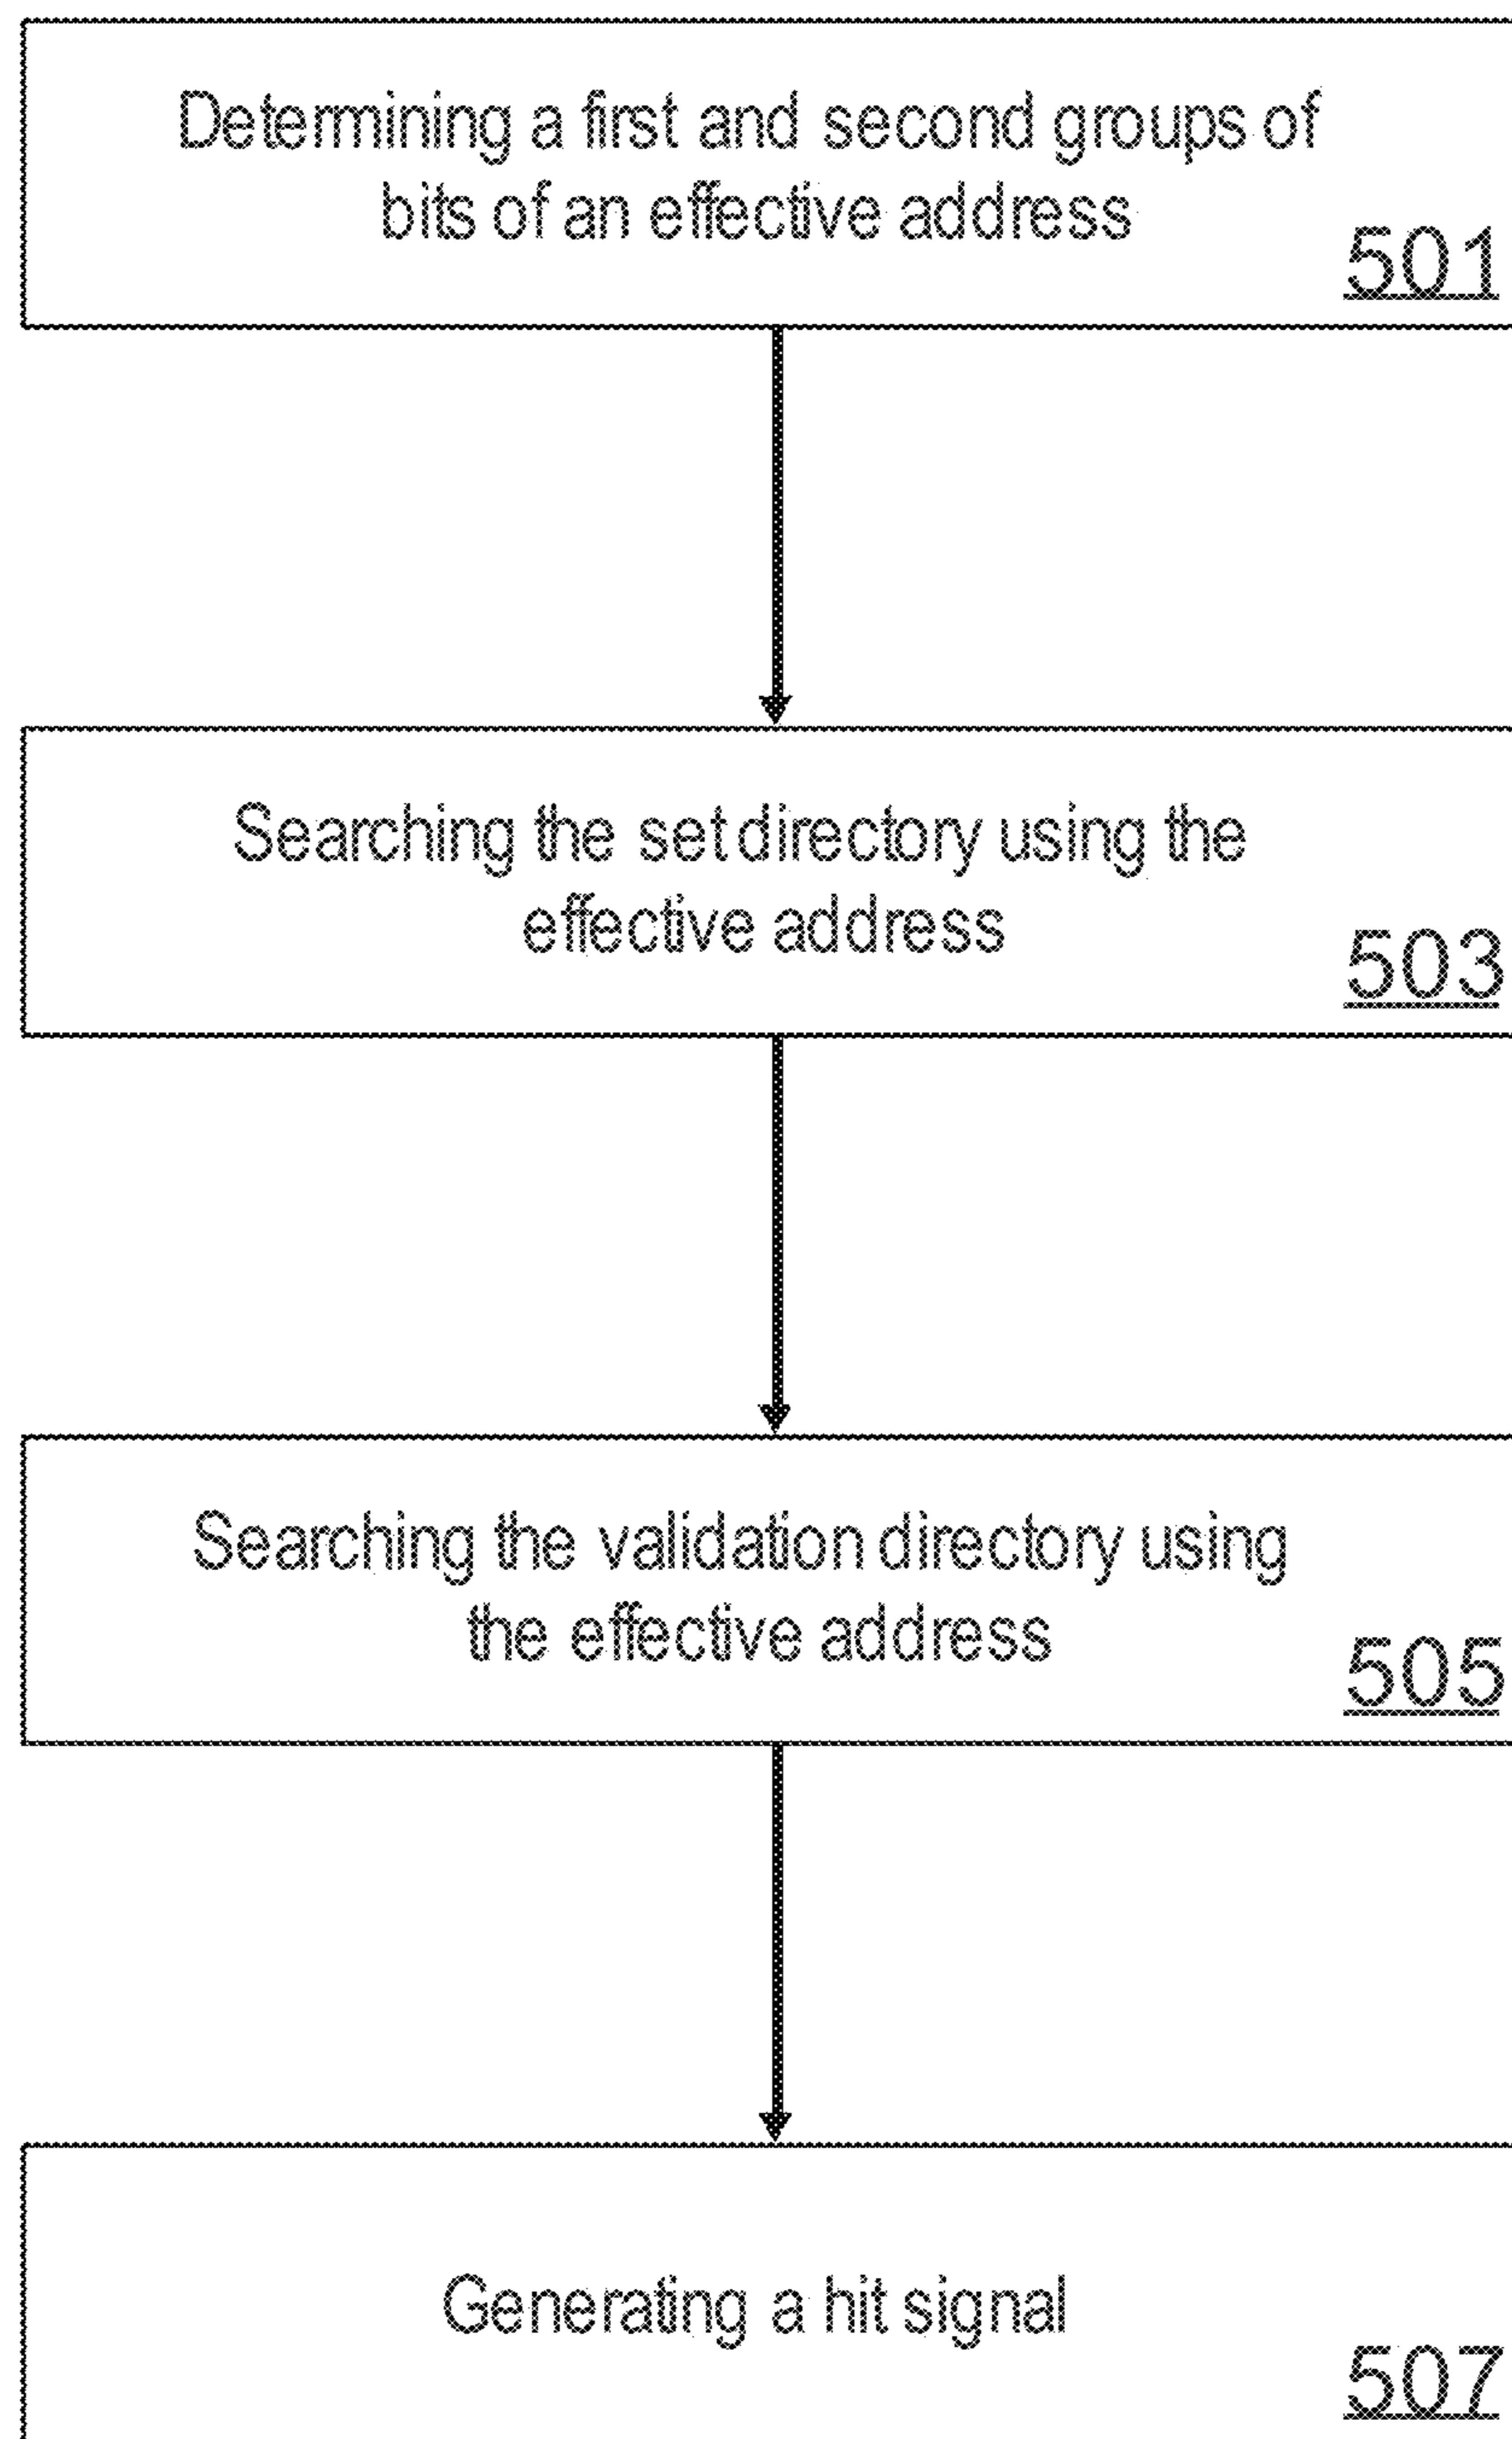 Determining a first and second groups of
bits of an effective address
501
Searching the set directory using the
effective address
503
Searching the validation directory using
the effective address
505
Generating a hit signal
507